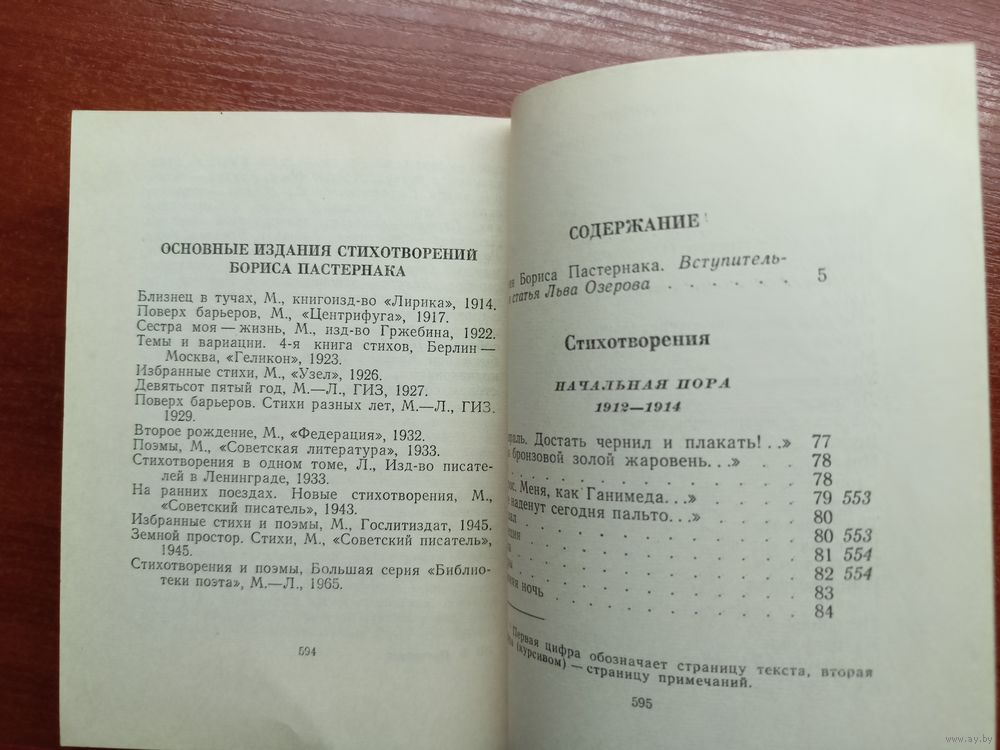 ОСНОВНЫЕ ИЗДАНИЯ СТИХОТВОРЕНИЙ
БОРИСА ПАСТЕРНАКА
Близнец в тучах, М., книгоизд-во «Лирика», 1914.
Поверх барьеров, М., «Центрифуга», 1917.
Сестра моя — жизнь, М., изд-во Гржебина, 1922.
Темы и вариации. 4-я книга стихов, Берлин —
Москва, «Геликон», 1923.
Избранные стихи, М., «Узел», 1926.
Девятьсот пятый год, М.—Л., ГИЗ, 1927.
Поверх барьеров. Стихи разных лет, М.—Л., ГИЗ.
1929.
Второе рождение, М., «Федерация», 1932.
Поэмы, М., «Советская литература», 1933.
Стихотворения в одном томе, Л., Изд-во писате-
лей в Ленинграде, 1933.
На ранних поездах. Новые стихотворения, М.,
«Советский писатель», 1943.
Избранные стихи и поэмы, М., Гослитиздат, 1945.
Земной простор. Стихи, М., «Советский писатель»,
1945.
Стихотворения и поэмы, Большая серия «Библио-
теки поэта», М.—Л., 1965.
594
СОДЕРЖАНИЕ
Бориса Пастернака. Вступитель-
статья Льва Озерова . . . . . . 5
Стихотворения
НАЧАЛЬНАЯ ПОРА
1912—1914
Достать чернил и плакать!. .» 77
бронзовой золой жаровень. . .» . . 78
78
Меня, как Ганимеда. . .» . . 79 553
наденут сегодня пальто. . .» . . 80
80 553
81 554
82 554
ночь . . . . . . . . . . 83
84
Первая цифра обозначает страницу текста, вторая
(курсивом) — страницу примечаний.
595
www.ay.by